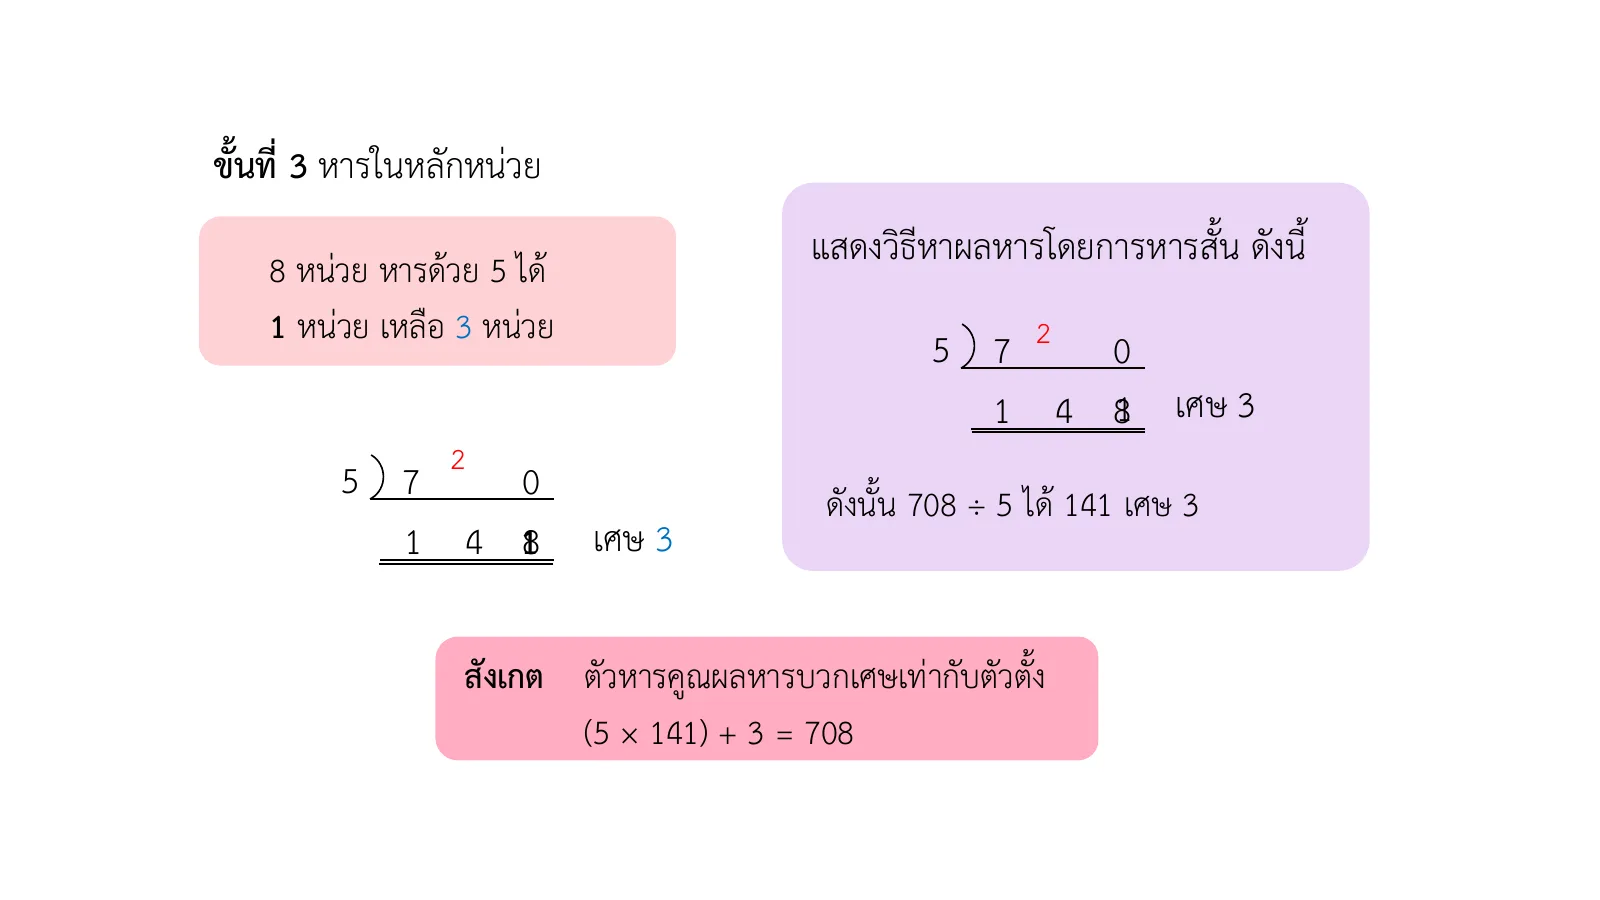 ขั้นที่ 3 หารในหลักหน่วย
8 หน่วย หารด้วย 5 ได้
1 หน่วย เหลือ 3 หน่วย
2
5 ) 7 0
1 4 8 เศษ 3
แสดงวิธีหาผลหารโดยการหารสั้น ดังนี้
2
5 ) 7 0
1 4 8 เศษ 3
ดังนั้น 708 ÷ 5 ได้ 141 เศษ 3
สังเกต ตัวหารคูณผลหารบวกเศษเท่ากับตัวตั้ง
(5 × 141) + 3 = 708